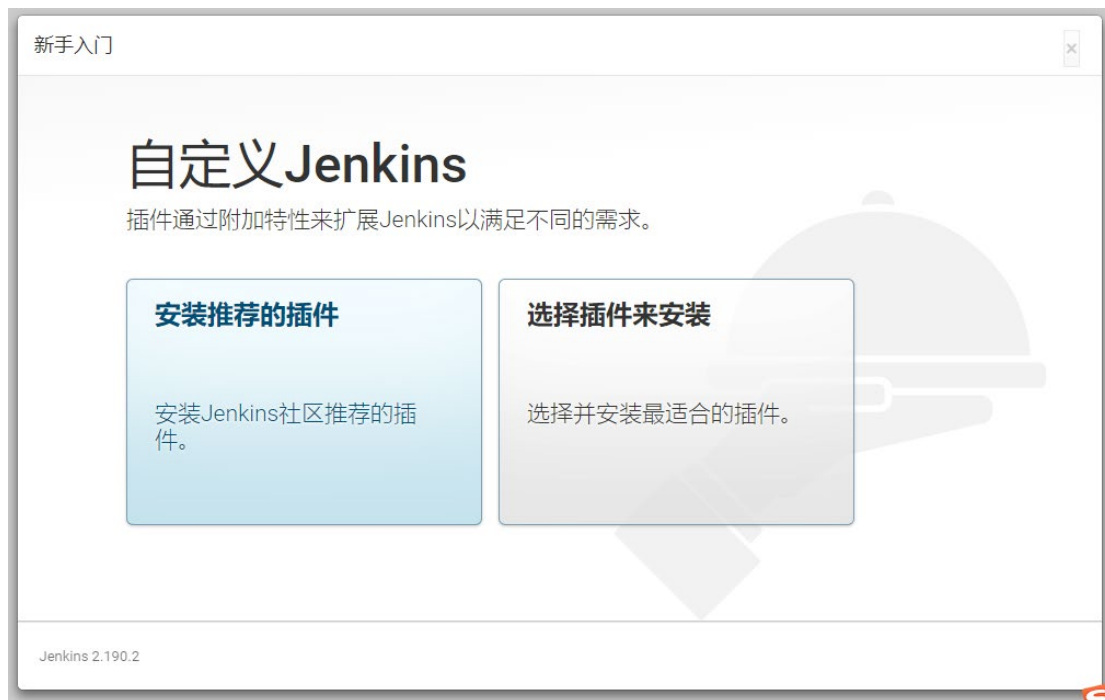 新手入门
×
自定义Jenkins
插件通过附加特性来扩展Jenkins以满足不同的需求。
安装推荐的插件
安装Jenkins社区推荐的插
件。
选择插件来安装
选择并安装最适合的插件。
Jenkins 2.190.2